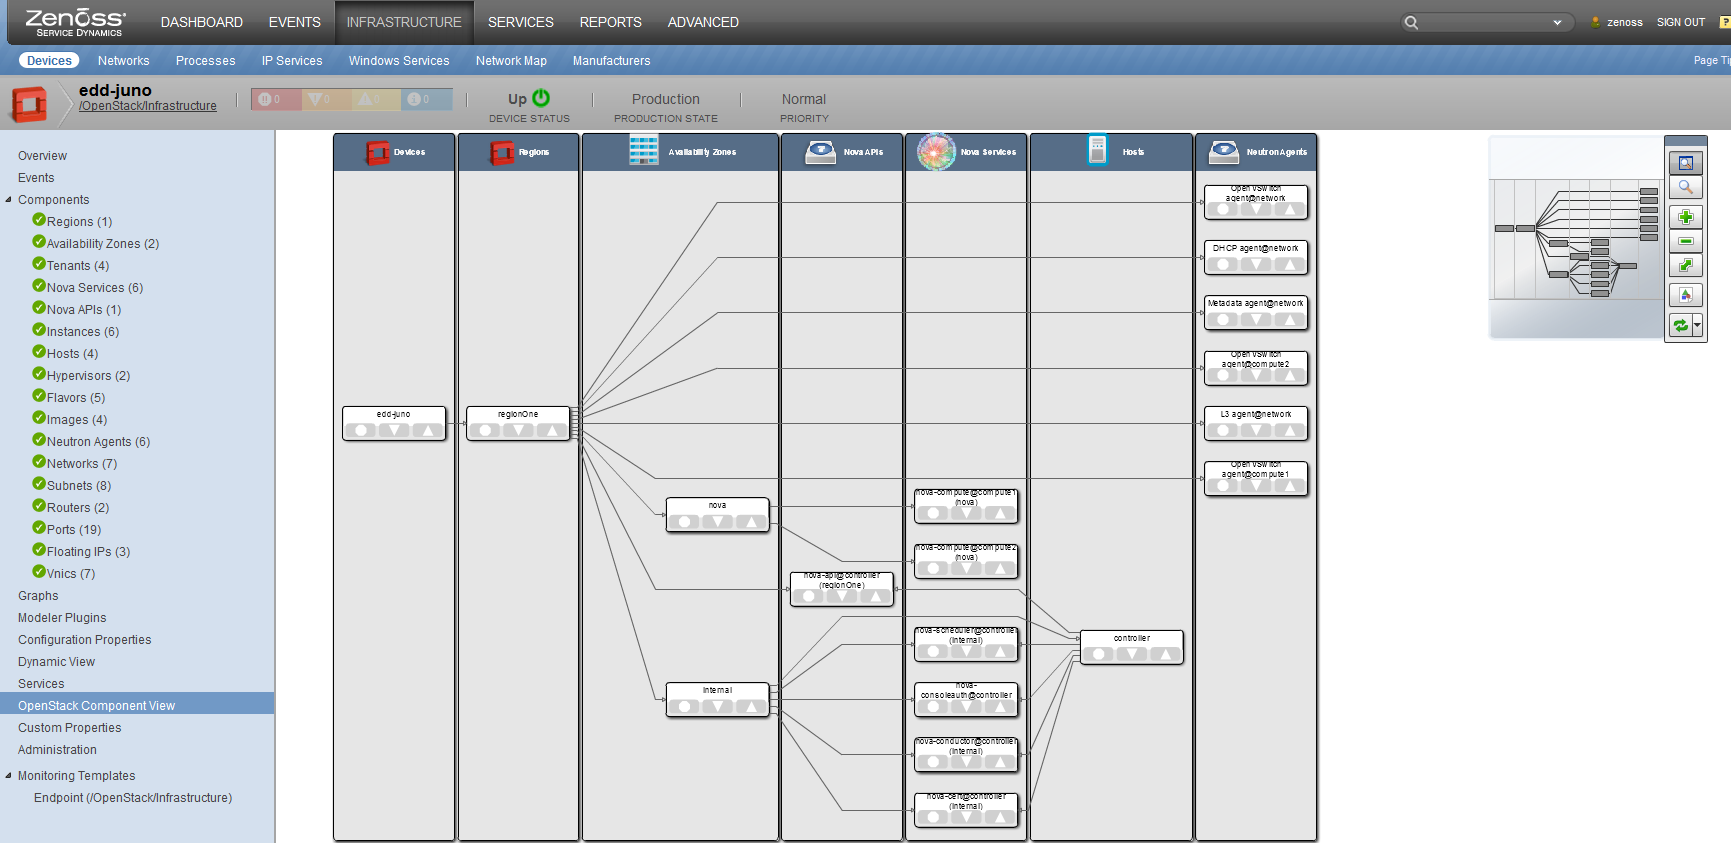 Zenoss
SERVICE DYNAMICS
DASHBOARD EVENTS INFRASTRUCTURE SERVICES REPORTS ADVANCED
zenoss SIGN OUT ?
Devices Networks Processes IP Services Windows Services Network Map Manufacturers
Page Ti
edd-juno
/OpenStack/Infrastructure
0 0 0 0
Up
DEVICE STATUS
Production
PRODUCTION STATE
Normal
PRIORITY
Overview
Events
Components
Regions (1)
Availability Zones (2)
Tenants (4)
Nova Services (6)
Nova APIs (1)
Instances (6)
Hosts (4)
Hypervisors (2)
Flavors (5)
Images (4)
Neutron Agents (6)
Networks (7)
Subnets (8)
Routers (2)
Ports (19)
Floating IPs (3)
Vnics (7)
Graphs
Modeler Plugins
Configuration Properties
Dynamic View
Services
OpenStack Component View
Custom Properties
Administration
Monitoring Templates
Endpoint (/OpenStack/Infrastructure)
Devices
Regions
Availability Zones
Nova APIs
Nova Services
Hosts
Neutron Agents
edd-juno
regionOne
nova
internal
nova-api@controller
(regionOne)
nova-compute@compute1
(nova)
nova-compute@compute2
(nova)
nova-scheduler@controller
(internal)
nova-
consoleauth@controller
nova-conductor@controller
(internal)
nova-cert@controller
(internal)
controller
Open vSwitch
agent@network
DHCP agent@network
Metadata agent@network
Open vSwitch
agent@compute2
L3 agent@network
Open vSwitch
agent@compute1